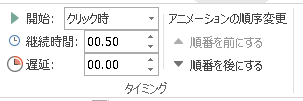 開始: クリック時
継続時間: 00.50
遅延: 00.00
アニメーションの順序変更
順番を前にする
順番を後にする
タイミング